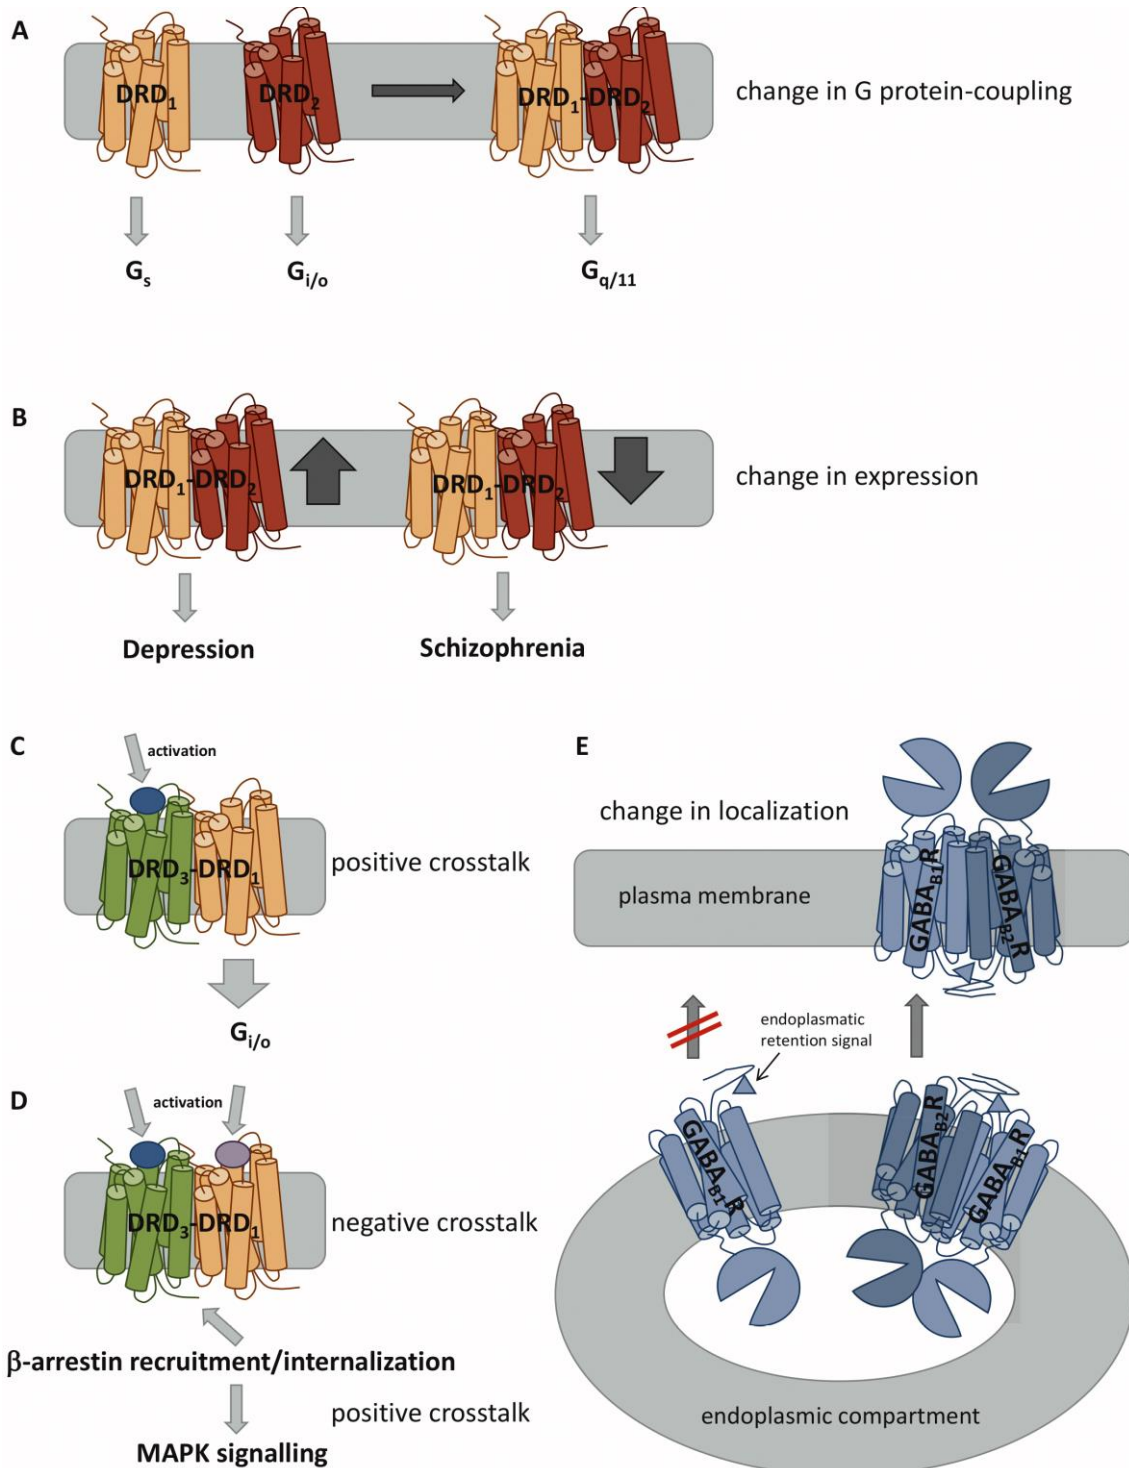 A
DRD1
DRD2
DRD1-DRD2
change in G protein-coupling
Gs
Gi/o
Gq/11
B
DRD1-DRD2
DRD1-DRD2
change in expression
Depression
Schizophrenia
C
activation
DRD3-DRD1
positive crosstalk
Gi/o
D
activation
DRD3-DRD1
negative crosstalk
β-arrestin recruitment/internalization
positive crosstalk
MAPK signalling
E
change in localization
plasma membrane
GABAB1R
GABAB2R
endoplasmatic
retention signal
GABAB1R
GABAB2R
GABAB1R
endoplasmic compartment